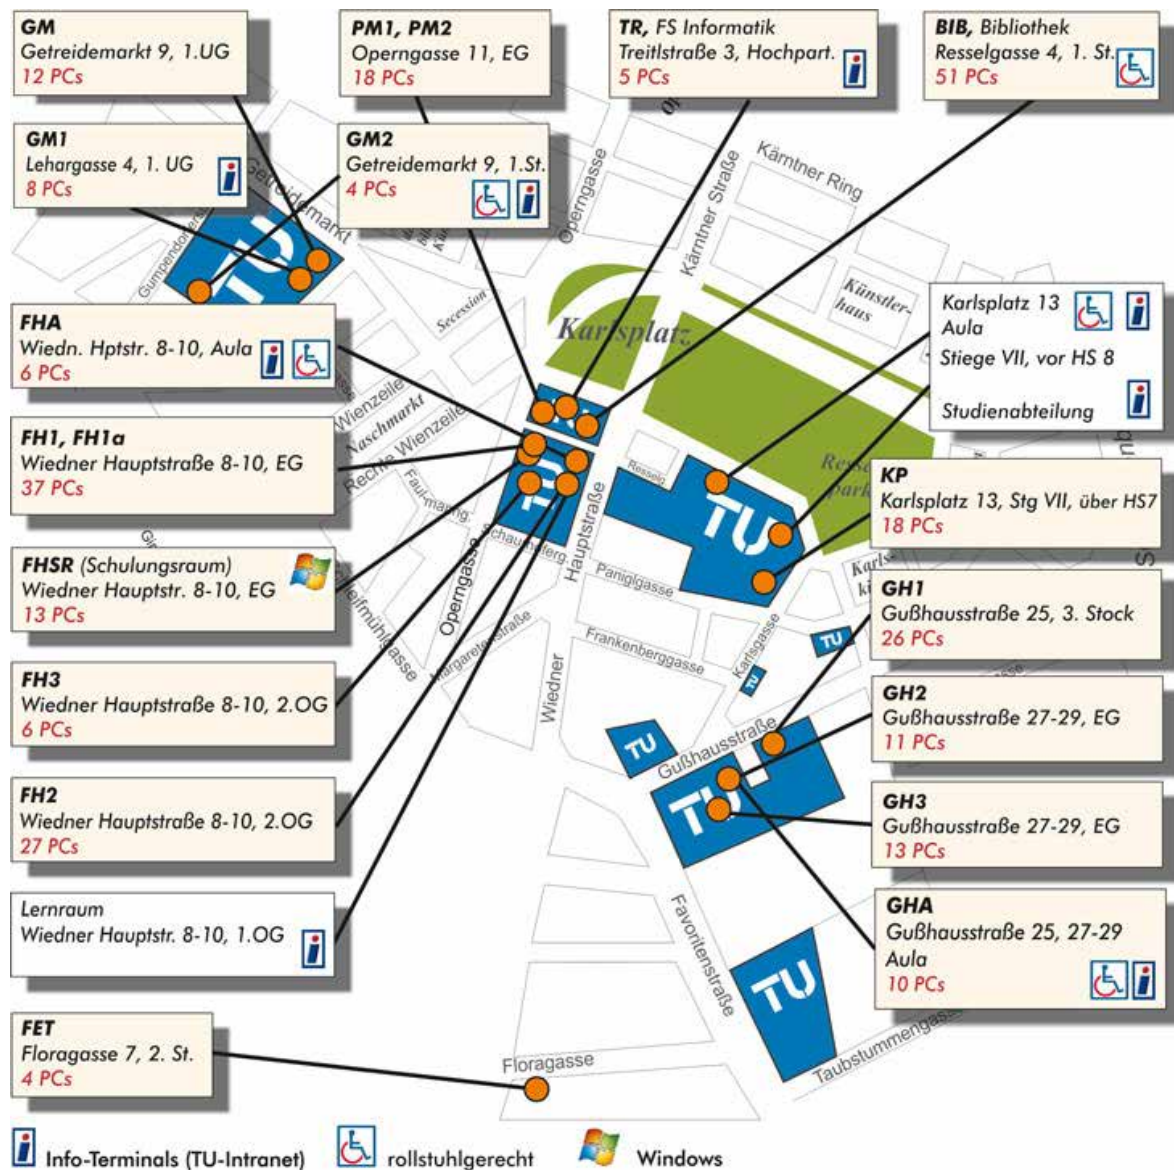 GM
Getreidemarkt 9, 1.UG
12 PCs
PM1, PM2
Operngasse 11, EG
18 PCs
TR, FS Informatik
Treitlstraße 3, Hochpart.
5 PCs
BIB, Bibliothek
Resselgasse 4, 1. St.
51 PCs
GM1
Lehargasse 4, 1. UG
8 PCs
GM2
Getreidemarkt 9, 1.St.
4 PCs
Getreidemarkt
Operngasse
Kärntner Straße
Kärntner Ring
TU
Secession
Karlsplatz
Künstler-
haus
Karlsplatz 13
Aula
Stiege VII, vor HS 8
Studienabteilung
FHA
Wiedn. Hptstr. 8-10, Aula
6 PCs
Wienzeile
Naschmarkt
Rechte Wienzeile
FH1, FH1a
Wiedner Hauptstraße 8-10, EG
37 PCs
Resselg.
TU
KP
Karlsplatz 13, Stg VII, über HS7
18 PCs
FHSR (Schulungsraum)
Wiedner Hauptstr. 8-10, EG
13 PCs
Operngasse
Hauptstraße
Paniglgasse
Margaretenstraße
Frankenberggasse
Karlsgasse
TU
TU
GH1
Gußhausstraße 25, 3. Stock
26 PCs
FH3
Wiedner Hauptstraße 8-10, 2.OG
6 PCs
Wiedner
TU
Gußhausstraße
GH2
Gußhausstraße 27-29, EG
11 PCs
FH2
Wiedner Hauptstraße 8-10, 2.OG
27 PCs
TU
GH3
Gußhausstraße 27-29, EG
13 PCs
Lernraum
Wiedner Hauptstr. 8-10, 1.OG
Favoritenstraße
GHA
Gußhausstraße 25, 27-29
Aula
10 PCs
TU
Taubstummengasse
FET
Floragasse 7, 2. St.
4 PCs
Floragasse
Info-Terminals (TU-Intranet)
rollstuhlgerecht
Windows